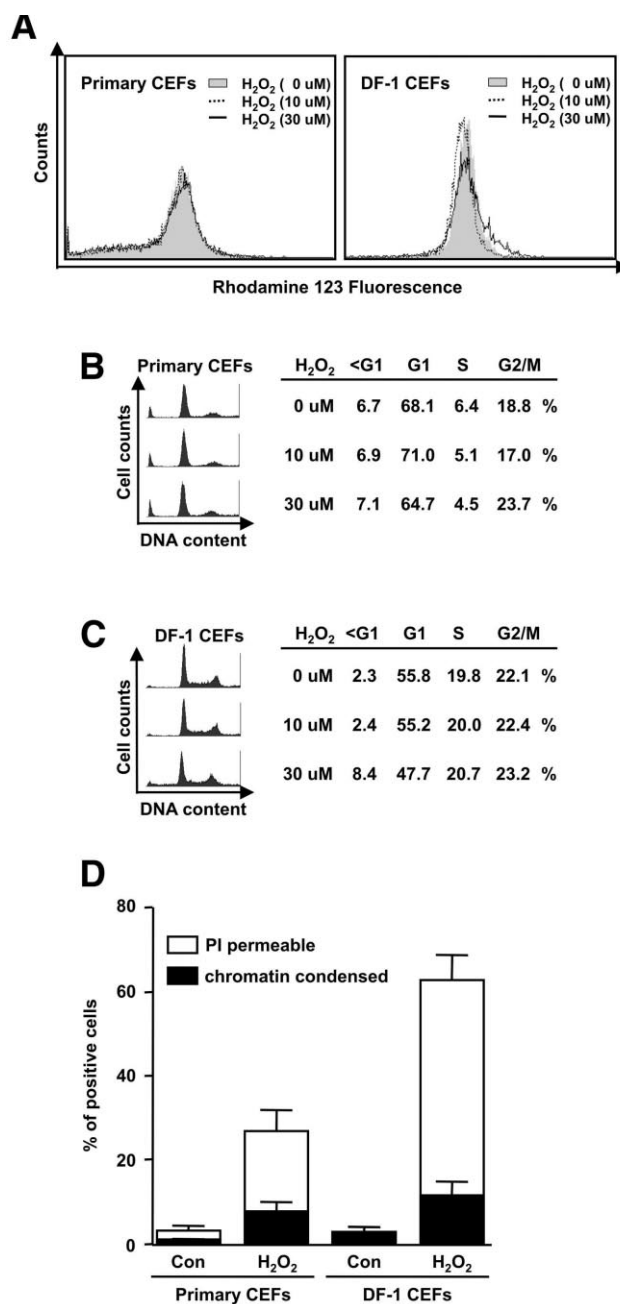 A
Primary CEFs
H₂O₂ ( 0 uM)
H₂O₂ (10 uM)
H₂O₂ (30 uM)
DF-1 CEFs
H₂O₂ ( 0 uM)
H₂O₂ (10 uM)
H₂O₂ (30 uM)
Counts
Rhodamine 123 Fluorescence
B
Primary CEFs
Cell counts
DNA content
H₂O₂ <G1 G1 S G2/M
0 uM 6.7 68.1 6.4 18.8 %
10 uM 6.9 71.0 5.1 17.0 %
30 uM 7.1 64.7 4.5 23.7 %
C
DF-1 CEFs
Cell counts
DNA content
H₂O₂ <G1 G1 S G2/M
0 uM 2.3 55.8 19.8 22.1 %
10 uM 2.4 55.2 20.0 22.4 %
30 uM 8.4 47.7 20.7 23.2 %
D
% of positive cells
80
60
40
20
0
PI permeable
chromatin condensed
Con H₂O₂ Con H₂O₂
Primary CEFs DF-1 CEFs